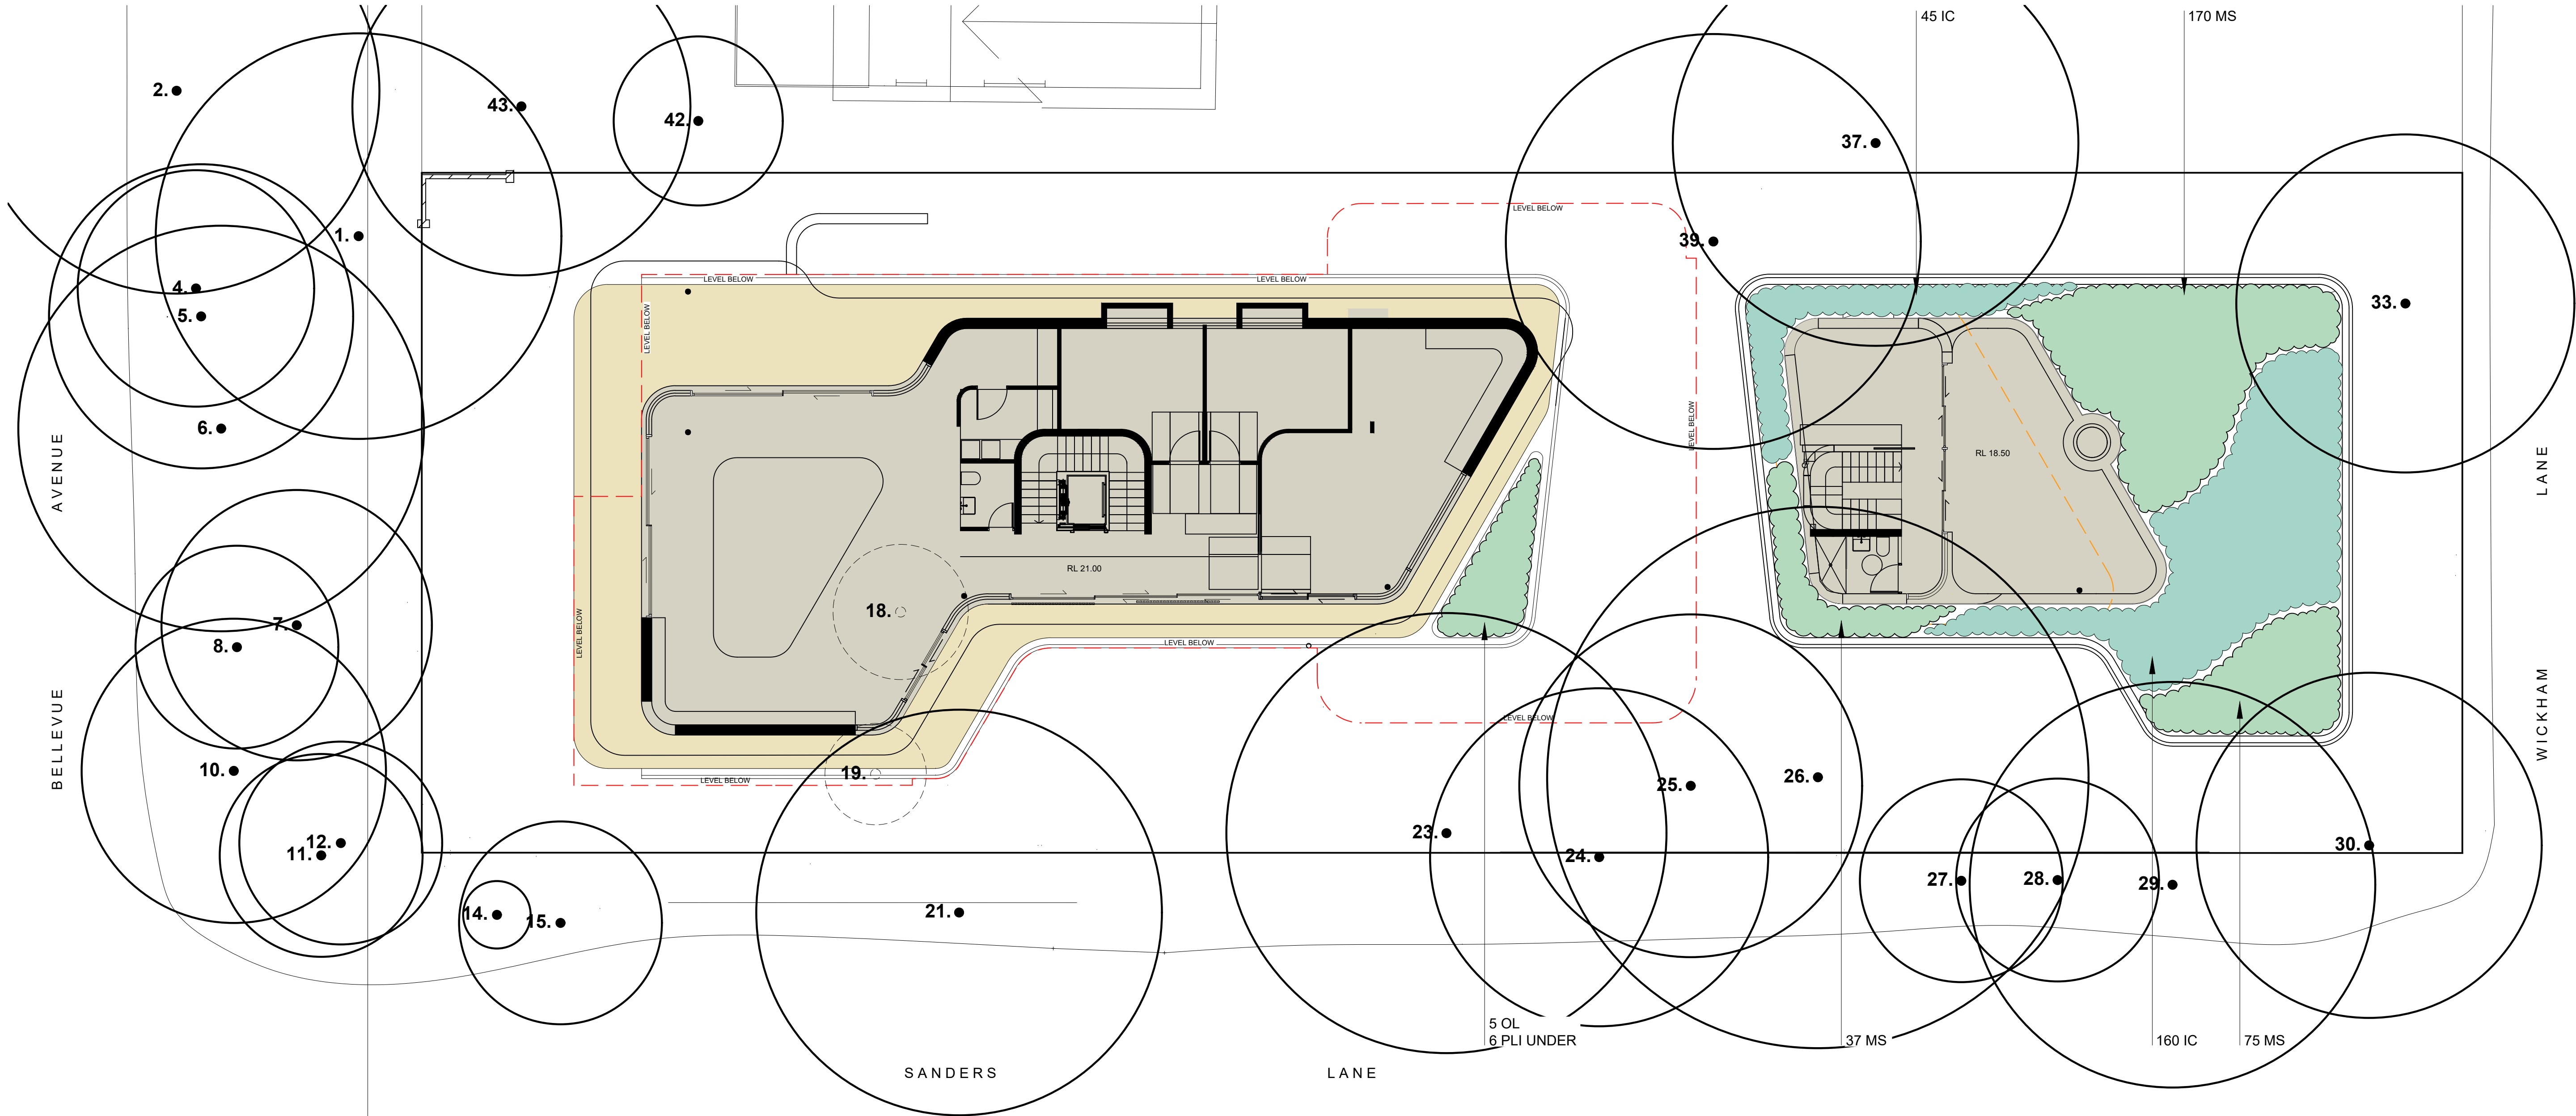 45 IC
170 MS
2.
43.
42.
37.
1.
39.
4.
5.
33.
6.
LEVEL BELOW
LEVEL BELOW
LEVEL BELOW
LEVEL BELOW
LEVEL BELOW
RL 18.50
AVENUE
LANE
RL 21.00
18.
7.
8.
LEVEL BELOW
LEVEL BELOW
LEVEL BELOW
BELLEVUE
WICKHAM
10.
19.
LEVEL BELOW
25.
26.
12.
11.
23.
24.
30.
14.
15.
21.
27.
28.
29.
5 OL
6 PLI UNDER
37 MS
160 IC
75 MS
SANDERS
LANE